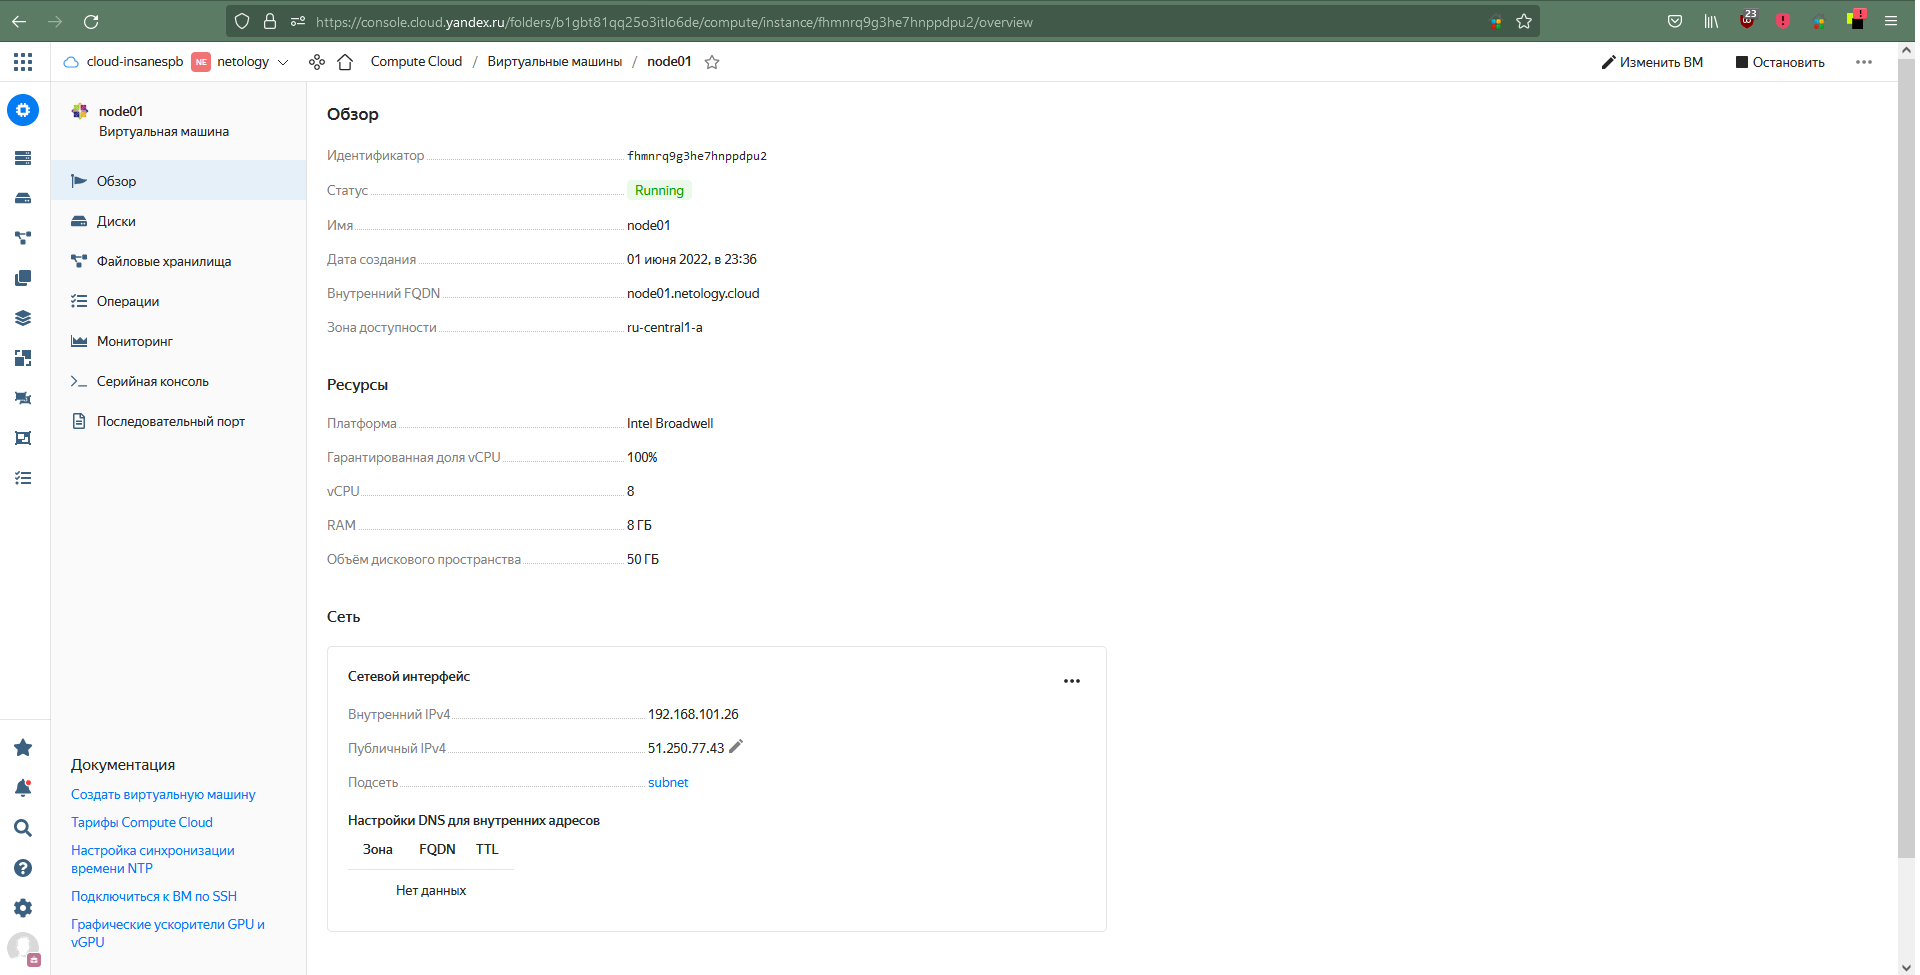 https://console.cloud.yandex.ru/folders/b1gbt81qq25o3itlo6de/compute/instance/fhmnrq9g3he7hnppdpu2/overview
23
cloud-insanespb NE netology Compute Cloud / Виртуальные машины / node01 Изменить ВМ Остановить
node01
Виртуальная машина
Обзор
Диски
Файловые хранилища
Операции
Мониторинг
Серийная консоль
Последовательный порт
Документация
Создать виртуальную машину
Тарифы Compute Cloud
Настройка синхронизации
времени NTP
Подключиться к ВМ по SSH
Графические ускорители GPU и
vGPU
Обзор
Идентификатор fhmnrq9g3he7hnppdpu2
Статус Running
Имя node01
Дата создания 01 июня 2022, в 23:36
Внутренний FQDN node01.netology.cloud
Зона доступности ru-central1-a
Ресурсы
Платформа Intel Broadwell
Гарантированная доля vCPU 100%
vCPU 8
RAM 8 ГБ
Объём дискового пространства 50 ГБ
Сеть
Сетевой интерфейс
Внутренний IPv4 192.168.101.26
Публичный IPv4 51.250.77.43
Подсеть subnet
Настройки DNS для внутренних адресов
Зона FQDN TTL
Нет данных